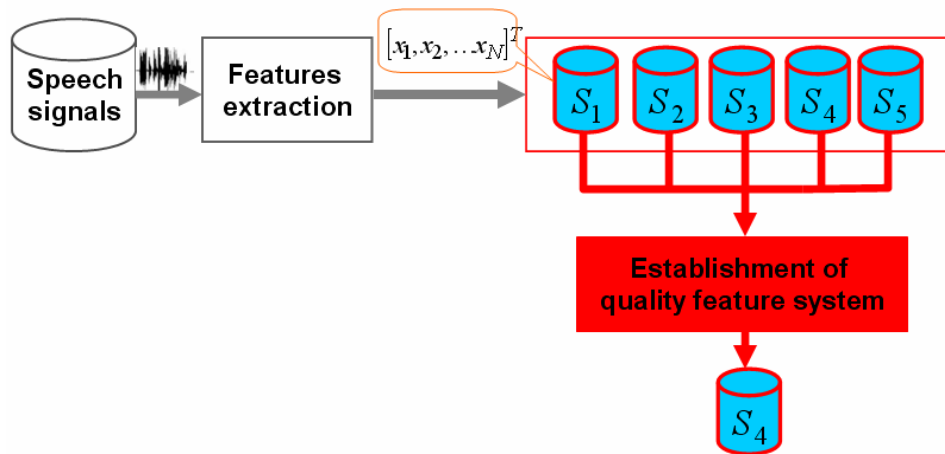 Speech
signals
Features
extraction
[x1, x2, …xN]T
S1
S2
S3
S4
S5
Establishment of
quality feature system
S4